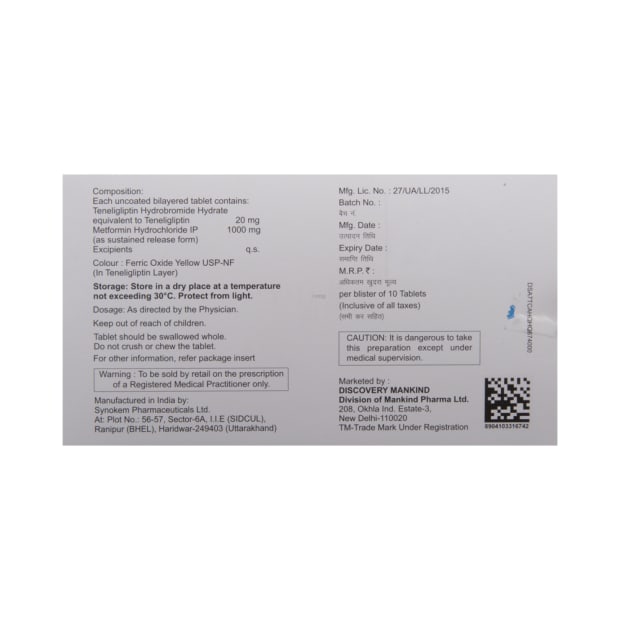 Composition:
Each uncoated bilayered tablet contains:
Teneligliptin Hydrobromide Hydrate
equivalent to Teneligliptin 20 mg
Metformin Hydrochloride IP 1000 mg
(as sustained release form)
Excipients q.s.
Colour : Ferric Oxide Yellow USP-NF
(In Teneligliptin Layer)
Storage: Store in a dry place at a temperature
not exceeding 30°C. Protect from light.
Dosage: As directed by the Physician.
Keep out of reach of children.
Tablet should be swallowed whole.
Do not crush or chew the tablet.
For other information, refer package insert
Warning : To be sold by retail on the prescription
of a Registered Medical Practitioner only.
Manufactured in India by:
Synokem Pharmaceuticals Ltd.
At: Plot No.: 56-57, Sector-6A, I.I.E (SIDCUL),
Ranipur (BHEL), Haridwar-249403 (Uttarakhand)
Mfg. Lic. No. : 27/UA/LL/2015
Batch No. :
बैच नं.
Mfg. Date :
उत्पादन तिथि
Expiry Date :
समाप्ति तिथि
M.R.P. ₹ :
अधिकतम खुदरा मूल्य
per blister of 10 Tablets
(Inclusive of all taxes)
(सभी कर सहित)
CAUTION: It is dangerous to take
this preparation except under
medical supervision.
Marketed by :
DISCOVERY MANKIND
Division of Mankind Pharma Ltd.
208, Okhla Ind. Estate-3,
New Delhi-110020
TM-Trade Mark Under Registration
8904103316742